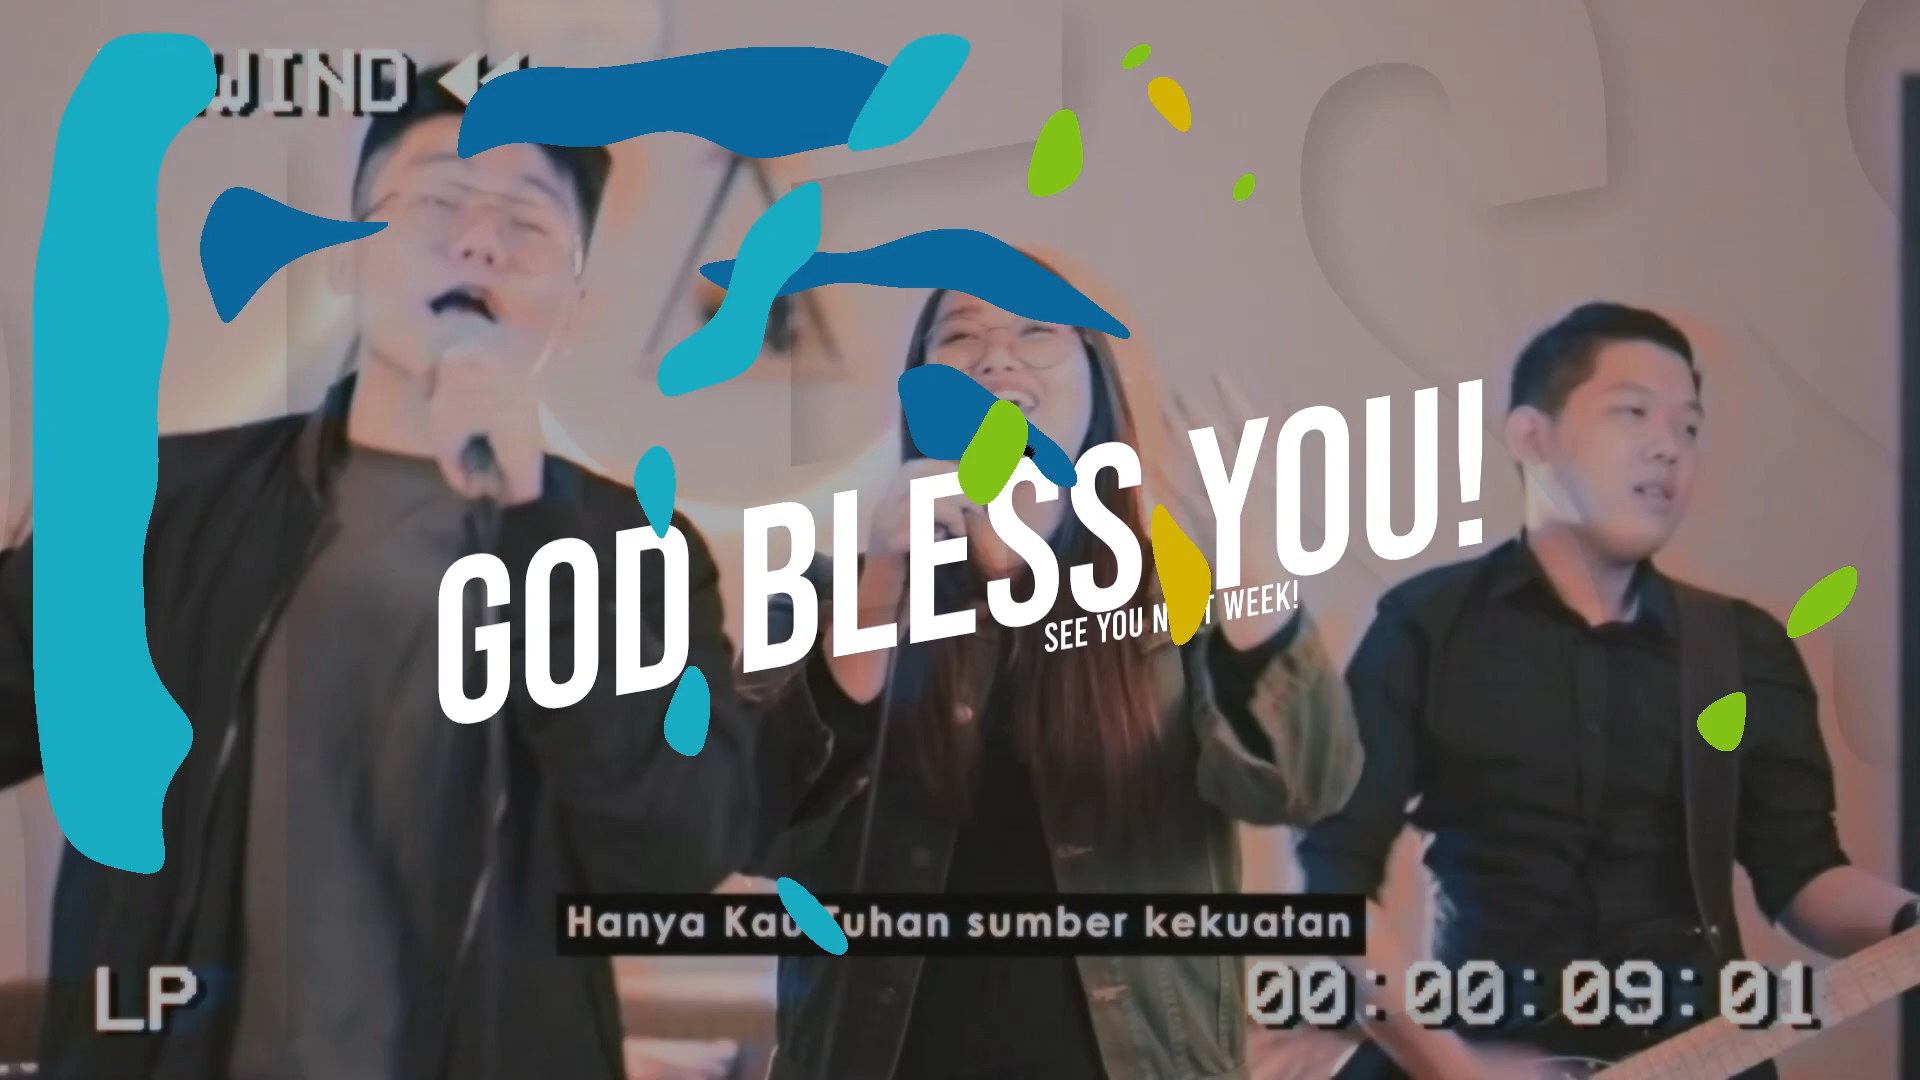 WIND
GOD BLESS YOU!
SEE YOU WEEK!
Hanya Kau Tuhan sumber kekuatan
LP
00:00:09:01